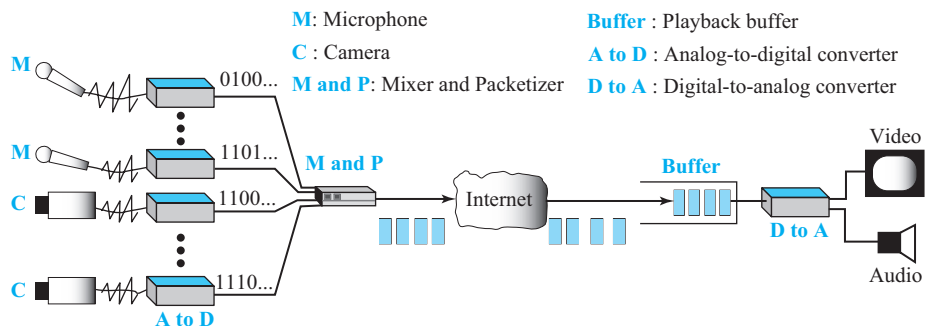 M: Microphone
C : Camera
M and P: Mixer and Packetizer
Buffer : Playback buffer
A to D : Analog-to-digital converter
D to A : Digital-to-analog converter
M
0100...
M
1101...
C
1100...
C
1110...
A to D
M and P
Internet
Buffer
D to A
Video
Audio